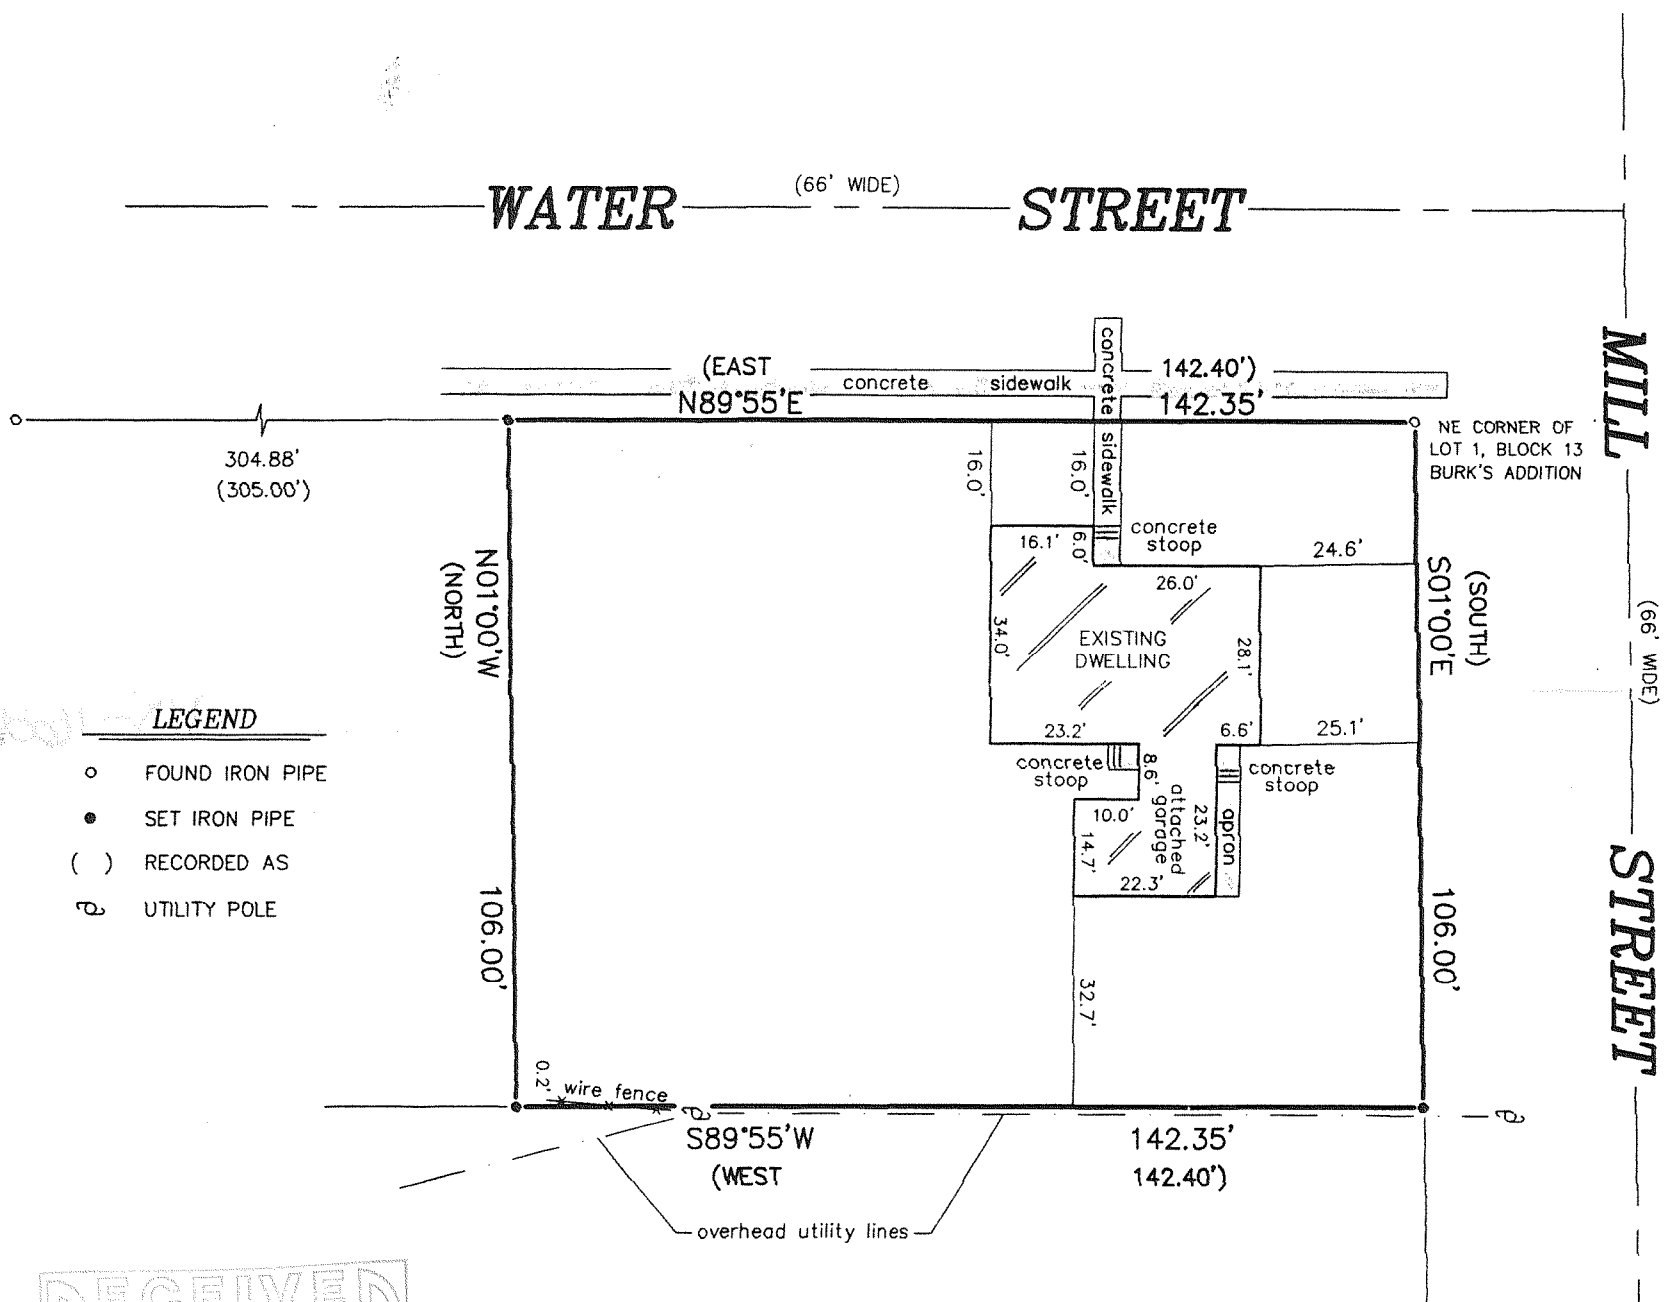 WATER (66' WIDE) STREET
MILL (66' WIDE) STREET
(EAST 142.40')
concrete sidewalk
N89°55'E 142.35'
concrete sidewalk
NE CORNER OF
LOT 1, BLOCK 13
BURK'S ADDITION
304.88'
(305.00')
16.0'
16.0'
concrete
stoop
16.1'
6.0'
24.6'
26.0'
N01°00'W
(NORTH)
106.00'
(SOUTH)
S01°00'E
106.00'
34.0'
EXISTING
DWELLING
28.1'
23.2'
6.6'
25.1'
concrete
stoop
8.6'
concrete
stoop
attached
garage
10.0'
23.2'
apron
14.7'
22.3'
32.7'
LEGEND
FOUND IRON PIPE
SET IRON PIPE
( ) RECORDED AS
UTILITY POLE
0.2'
wire fence
S89°55'W 142.35'
(WEST 142.40')
overhead utility lines
RECEIVED